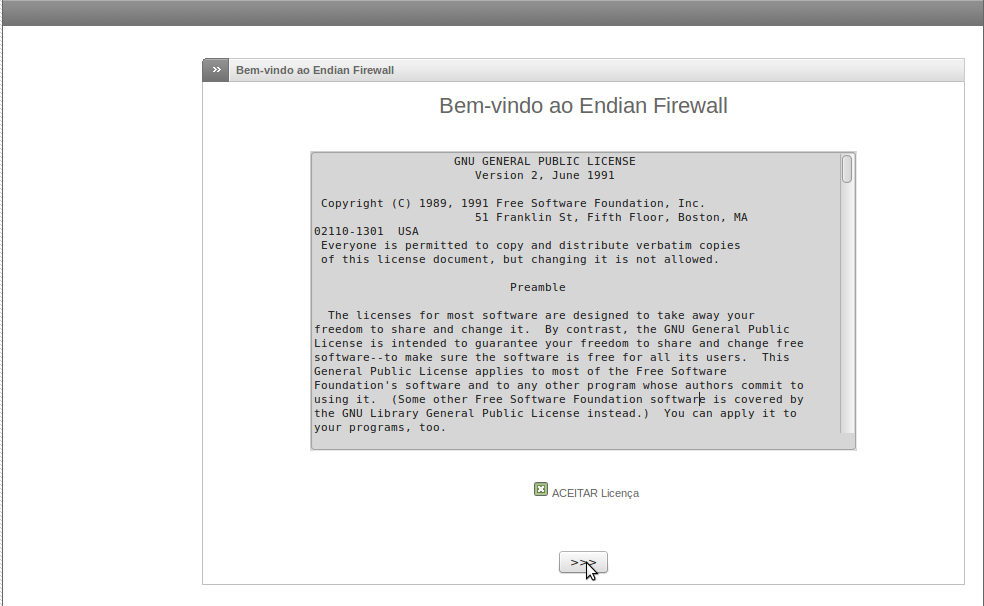 Bem-vindo ao Endian Firewall
Bem-vindo ao Endian Firewall
GNU GENERAL PUBLIC LICENSE
Version 2, June 1991
Copyright (C) 1989, 1991 Free Software Foundation, Inc.
51 Franklin St, Fifth Floor, Boston, MA
02110-1301  USA
Everyone is permitted to copy and distribute verbatim copies
of this license document, but changing it is not allowed.
Preamble
The licenses for most software are designed to take away your
freedom to share and change it.  By contrast, the GNU General Public
License is intended to guarantee your freedom to share and change free
software--to make sure the software is free for all its users.  This
General Public License applies to most of the Free Software
Foundation's software and to any other program whose authors commit to
using it.  (Some other Free Software Foundation software is covered by
the GNU Library General Public License instead.)  You can apply it to
your programs, too.
ACEITAR Licença
>>>